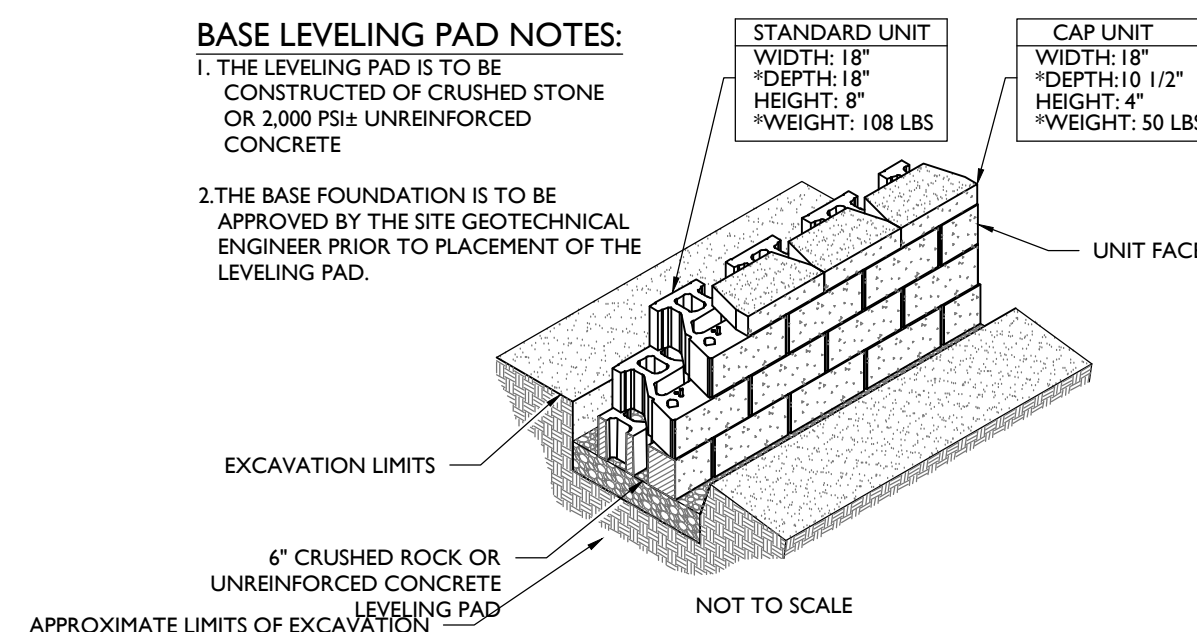 BASE LEVELING PAD NOTES:
1. THE LEVELING PAD IS TO BE
CONSTRUCTED OF CRUSHED STONE
OR 2,000 PSI± UNREINFORCED
CONCRETE
2.THE BASE FOUNDATION IS TO BE
APPROVED BY THE SITE GEOTECHNICAL
ENGINEER PRIOR TO PLACEMENT OF THE
LEVELING PAD.
STANDARD UNIT
WIDTH: 18"
*DEPTH: 18"
HEIGHT: 8"
*WEIGHT: 108 LBS
CAP UNIT
WIDTH: 18"
*DEPTH:10 1/2"
HEIGHT: 4"
*WEIGHT: 50 LBS
UNIT FACE
EXCAVATION LIMITS
6" CRUSHED ROCK OR
UNREINFORCED CONCRETE
LEVELING PAD
APPROXIMATE LIMITS OF EXCAVATION
NOT TO SCALE